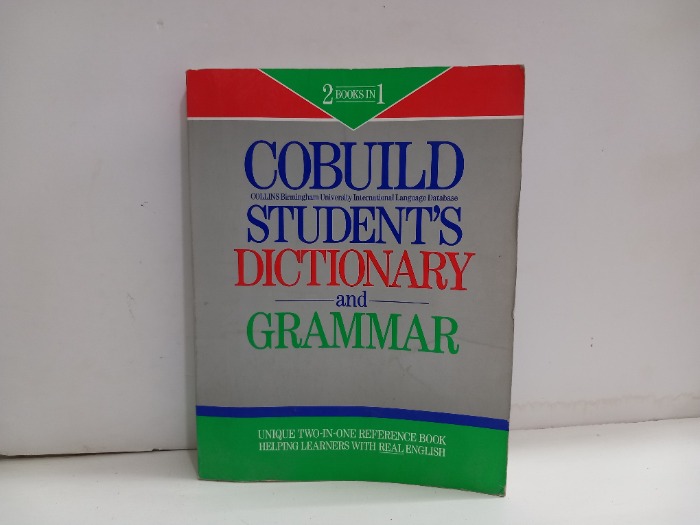 2 BOOKS IN 1
COBUILD
COLLINS Birmingham University International Language Database
STUDENT'S
DICTIONARY
and
GRAMMAR
UNIQUE TWO-IN-ONE REFERENCE BOOK
HELPING LEARNERS WITH REAL ENGLISH